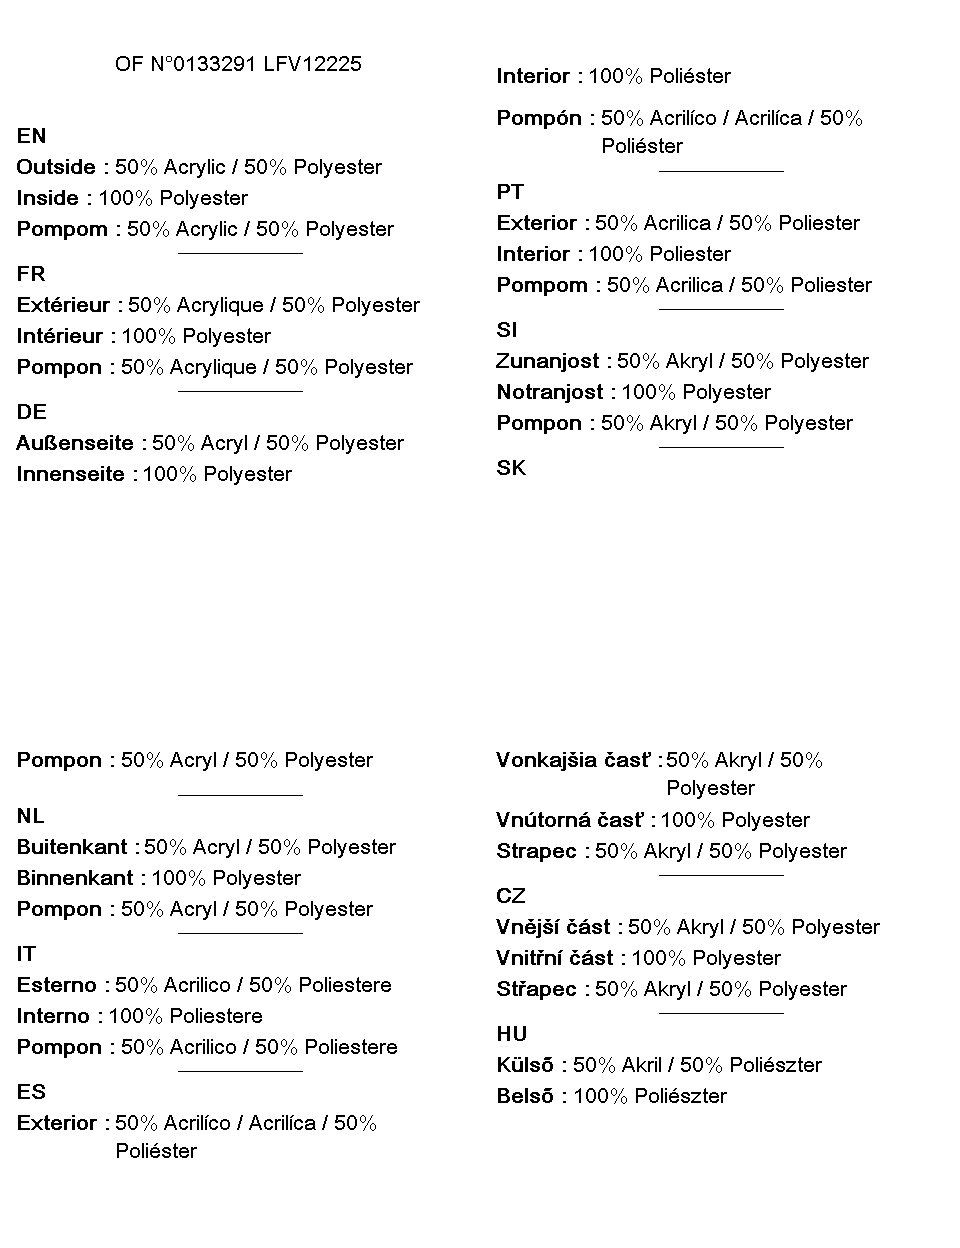 OF N°0133291 LFV12225
EN
Outside : 50% Acrylic / 50% Polyester
Inside : 100% Polyester
Pompom : 50% Acrylic / 50% Polyester
FR
Extérieur : 50% Acrylique / 50% Polyester
Intérieur : 100% Polyester
Pompon : 50% Acrylique / 50% Polyester
DE
Außenseite : 50% Acryl / 50% Polyester
Innenseite : 100% Polyester
Pompon : 50% Acryl / 50% Polyester
NL
Buitenkant : 50% Acryl / 50% Polyester
Binnenkant : 100% Polyester
Pompon : 50% Acryl / 50% Polyester
IT
Esterno : 50% Acrilico / 50% Poliestere
Interno : 100% Poliestere
Pompon : 50% Acrilico / 50% Poliestere
ES
Exterior : 50% Acrilíco / Acrilíca / 50%
Poliéster
Interior : 100% Poliéster
Pompón : 50% Acrilíco / Acrilíca / 50%
Poliéster
PT
Exterior : 50% Acrilica / 50% Poliester
Interior : 100% Poliester
Pompom : 50% Acrilica / 50% Poliester
SI
Zunanjost : 50% Akryl / 50% Polyester
Notranjost : 100% Polyester
Pompon : 50% Akryl / 50% Polyester
SK
Vonkajšia časť : 50% Akryl / 50%
Polyester
Vnútorná časť : 100% Polyester
Strapec : 50% Akryl / 50% Polyester
CZ
Vnější část : 50% Akryl / 50% Polyester
Vnitřní část : 100% Polyester
Střapec : 50% Akryl / 50% Polyester
HU
Külsõ : 50% Akril / 50% Poliészter
Belsõ : 100% Poliészter